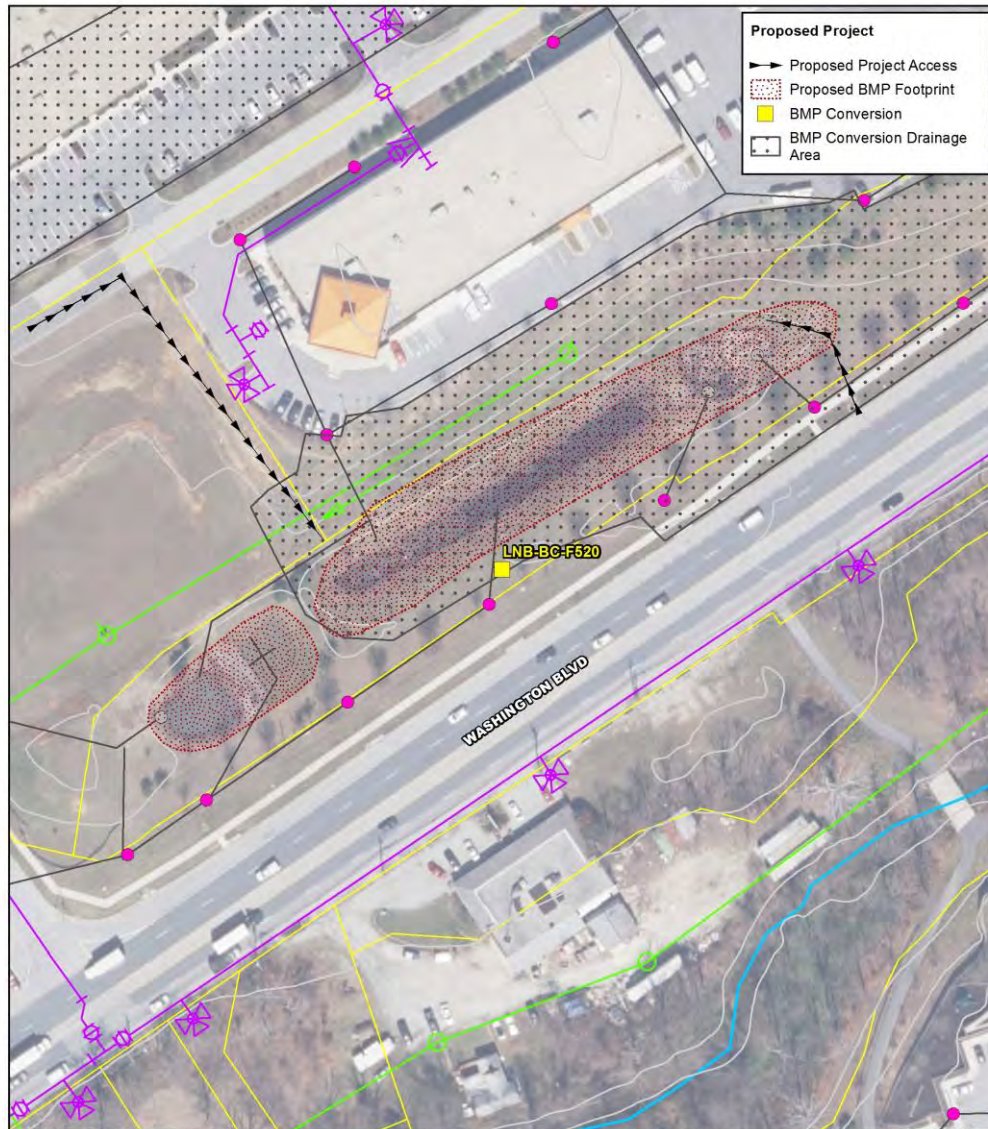 Proposed Project
Proposed Project Access
Proposed BMP Footprint
BMP Conversion
BMP Conversion Drainage
Area
LNB-BC-F520
WASHINGTON BLVD